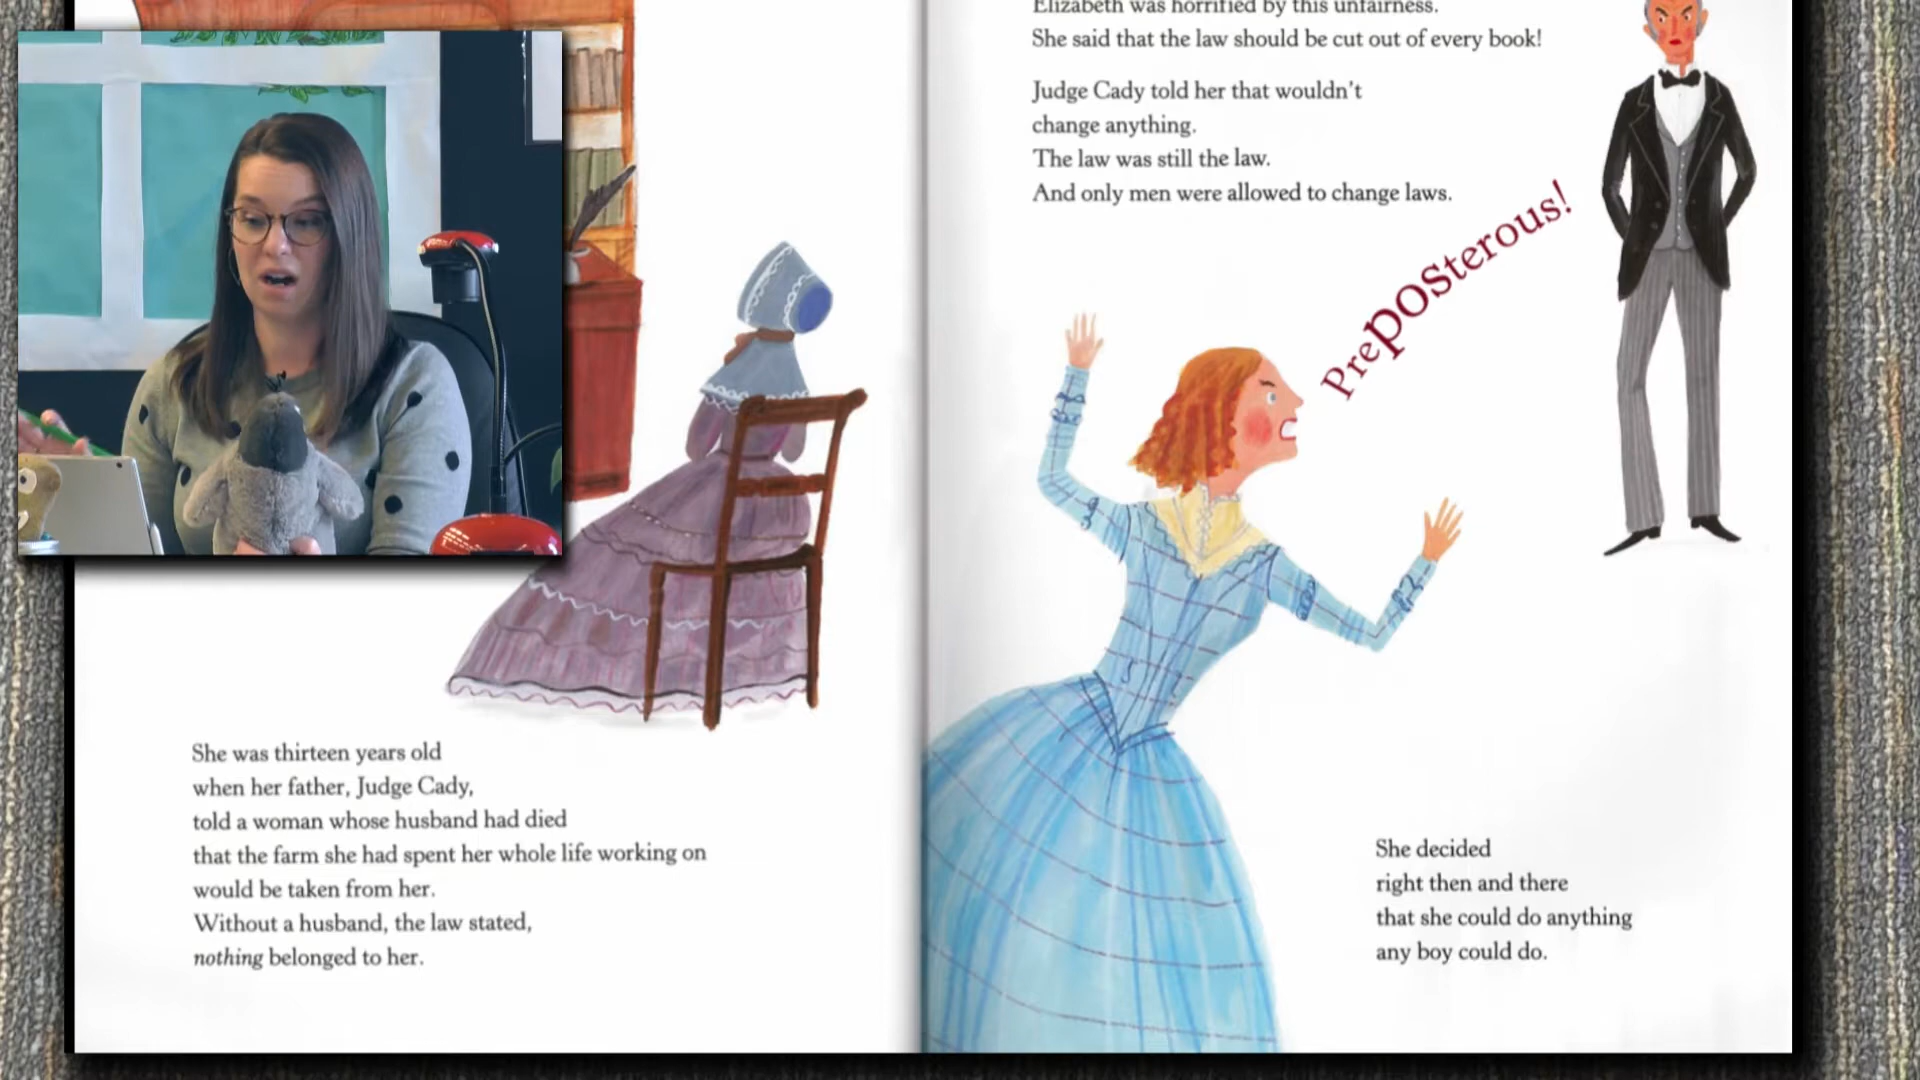 She was thirteen years old
when her father, Judge Cady,
told a woman whose husband had died
that the farm she had spent her whole life working on
would be taken from her.
Without a husband, the law stated,
nothing belonged to her.
Elizabeth was horrified by this unfairness.
She said that the law should be cut out of every book!
Judge Cady told her that wouldn't
change anything.
The law was still the law.
And only men were allowed to change laws.
Preposterous!
She decided
right then and there
that she could do anything
any boy could do.